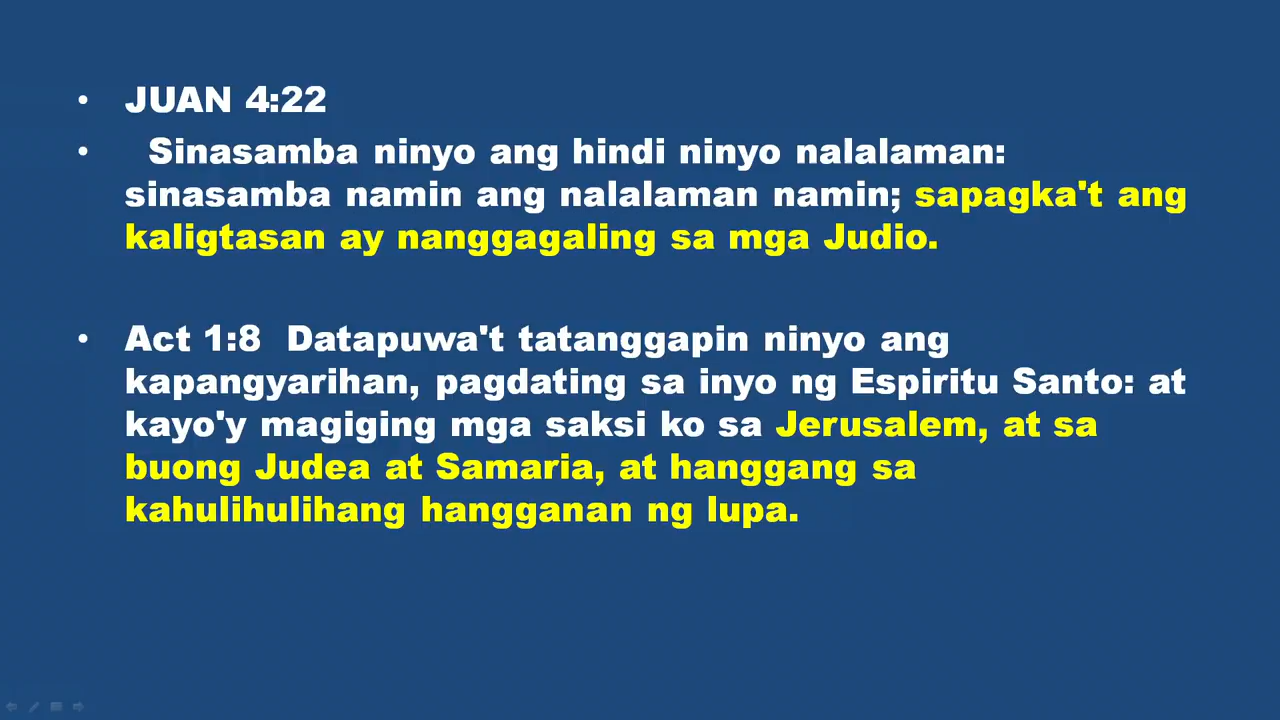 • JUAN 4:22
• Sinasamba ninyo ang hindi ninyo nalalaman:
sinasamba namin ang nalalaman namin; sapagka't ang
kaligtasan ay nanggagaling sa mga Judio.
• Act 1:8  Datapuwa't tatanggapin ninyo ang
kapangyarihan, pagdating sa inyo ng Espiritu Santo: at
kayo'y magiging mga saksi ko sa Jerusalem, at sa
buong Judea at Samaria, at hanggang sa
kahulihulihang hangganan ng lupa.